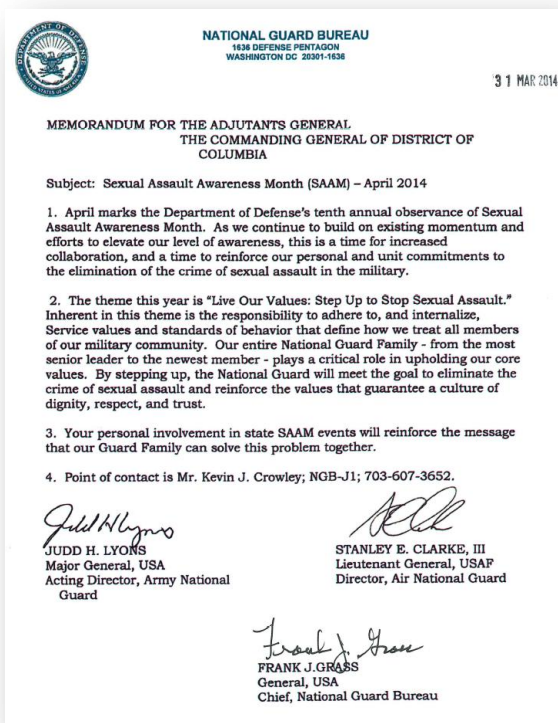 NATIONAL GUARD BUREAU
1636 DEFENSE PENTAGON
WASHINGTON DC 20301-1636
31 MAR 2014
MEMORANDUM FOR THE ADJUTANTS GENERAL
THE COMMANDING GENERAL OF DISTRICT OF
COLUMBIA
Subject: Sexual Assault Awareness Month (SAAM) – April 2014
1. April marks the Department of Defense's tenth annual observance of Sexual
Assault Awareness Month. As we continue to build on existing momentum and
efforts to elevate our level of awareness, this is a time for increased
collaboration, and a time to reinforce our personal and unit commitments to
the elimination of the crime of sexual assault in the military.
2. The theme this year is "Live Our Values: Step Up to Stop Sexual Assault."
Inherent in this theme is the responsibility to adhere to, and internalize,
Service values and standards of behavior that define how we treat all members
of our military community. Our entire National Guard Family - from the most
senior leader to the newest member - plays a critical role in upholding our core
values. By stepping up, the National Guard will meet the goal to eliminate the
crime of sexual assault and reinforce the values that guarantee a culture of
dignity, respect, and trust.
3. Your personal involvement in state SAAM events will reinforce the message
that our Guard Family can solve this problem together.
4. Point of contact is Mr. Kevin J. Crowley; NGB-J1; 703-607-3652.
JUDD H. LYONS
Major General, USA
Acting Director, Army National
Guard
STANLEY E. CLARKE, III
Lieutenant General, USAF
Director, Air National Guard
Frank J. Grass
FRANK J.GRASS
General, USA
Chief, National Guard Bureau